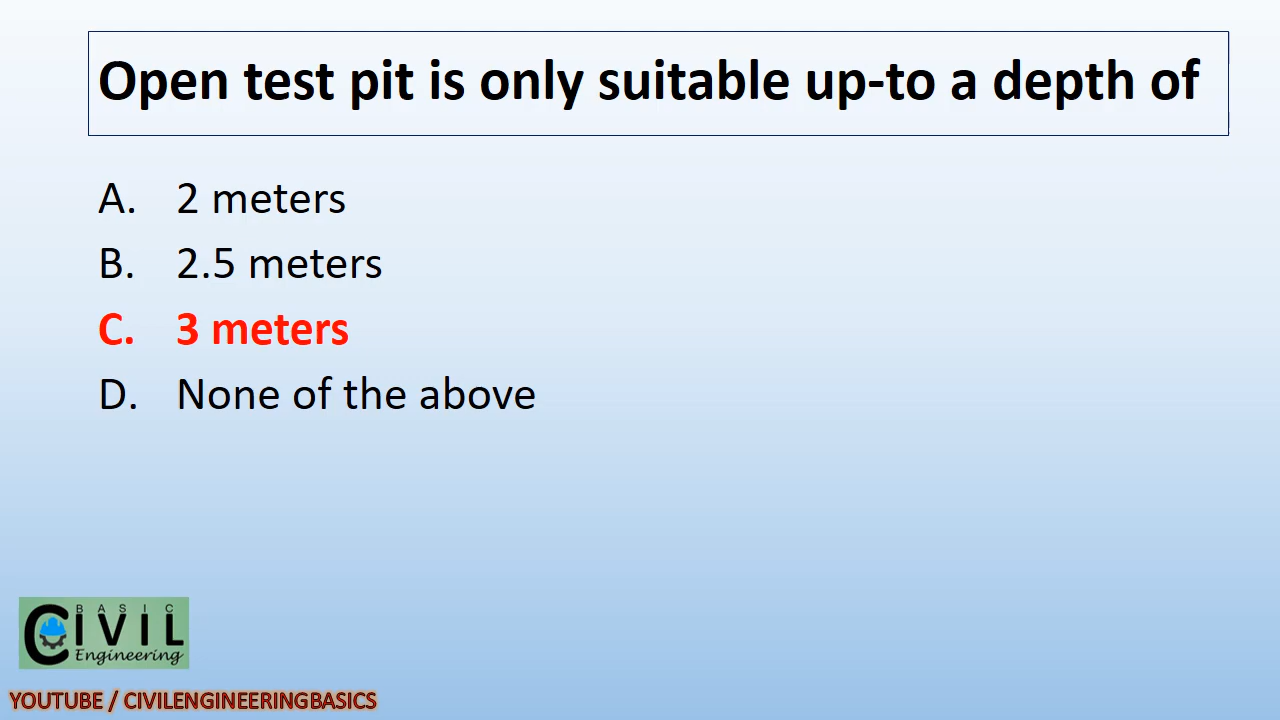 Open test pit is only suitable up-to a depth of
A. 2 meters
B. 2.5 meters
C. 3 meters
D. None of the above
BASIC
CIVIL
Engineering
YOUTUBE / CIVILENGINEERINGBASICS